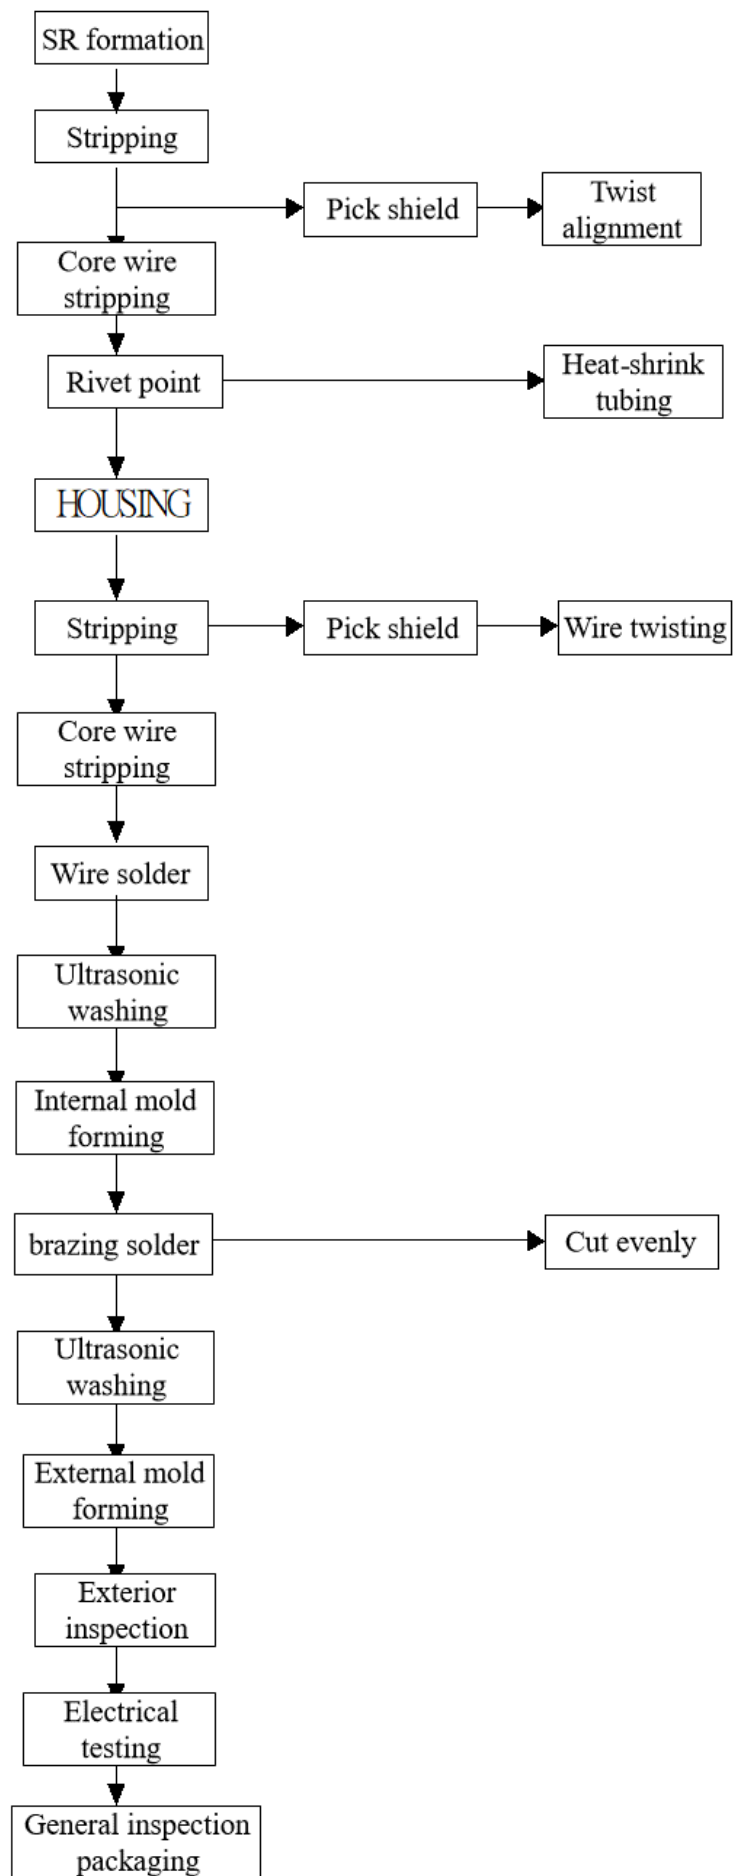 SR formation
Stripping
Pick shield
Twist
alignment
Core wire
stripping
Rivet point
Heat-shrink
tubing
HOUSING
Stripping
Pick shield
Wire twisting
Core wire
stripping
Wire solder
Ultrasonic
washing
Internal mold
forming
brazing solder
Cut evenly
Ultrasonic
washing
External mold
forming
Exterior
inspection
Electrical
testing
General inspection
packaging